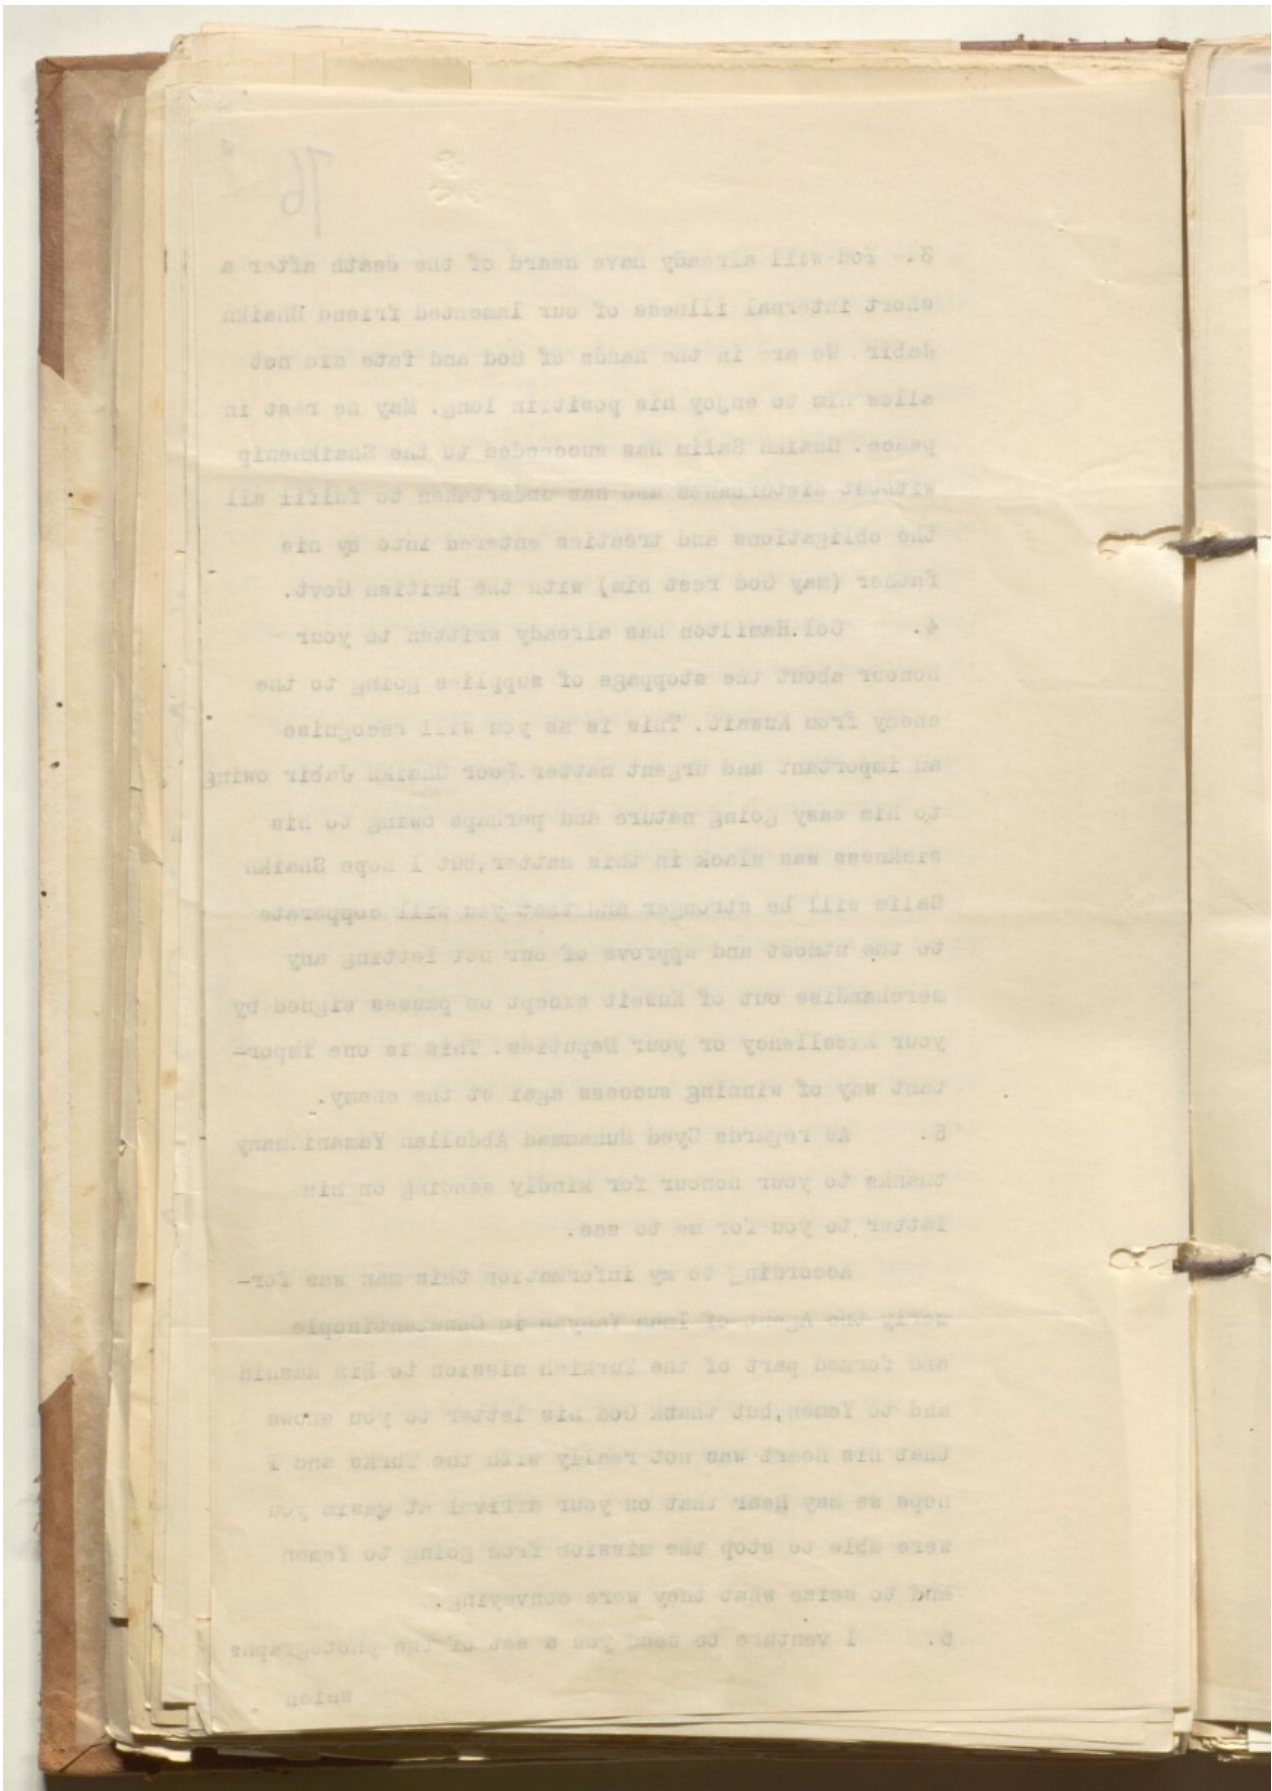 76
3. You will already have heard of the death after a
short internal illness of our lamented friend Shaikh
Jabir. We are in the hands of God and fate did not
allow him to enjoy his position long. May he rest in
peace. Shaikh Salim has succeeded to the Shaikhship
without disturbance and has undertaken to fulfil all
the obligations and treaties entered into by his
father (may God rest him) with the British Govt.
4. Col.Hamilton has already written to your
honour about the stoppage of supplies going to the
enemy from Kuwait. This is as you will recognise
an important and urgent matter. Poor Shaikh Jabir owing
to his easy going nature and perhaps owing to his
sickness was slack in this matter,but I hope Shaikh
Salim will be stronger and that you will copperate
to the utmost and approve of our not letting any
merchandise out of Kuwait except on passes signed by
your Excellency or your Deputies. This is one impor-
tant way of winning success agai st the enemy.
5. As regards Syed Muhammad Abdullah Yamani.many
thanks to your honour for kindly sending on his
letter to you for me to see.
According to my information this man was for-
merly the Agent of Imam Yahyha in Constantinople
and formed part of the Turkish mission to Bin Rashid
and to Yemen,but thank God his letter to you shows
that his heart was not really with the Turks and I
hope we may hear that on your arrival at Qasim you
were able to stop the mission from going to Yemen
and to seize what they were conveying.
6. I venture to send you a set of the photographs
which